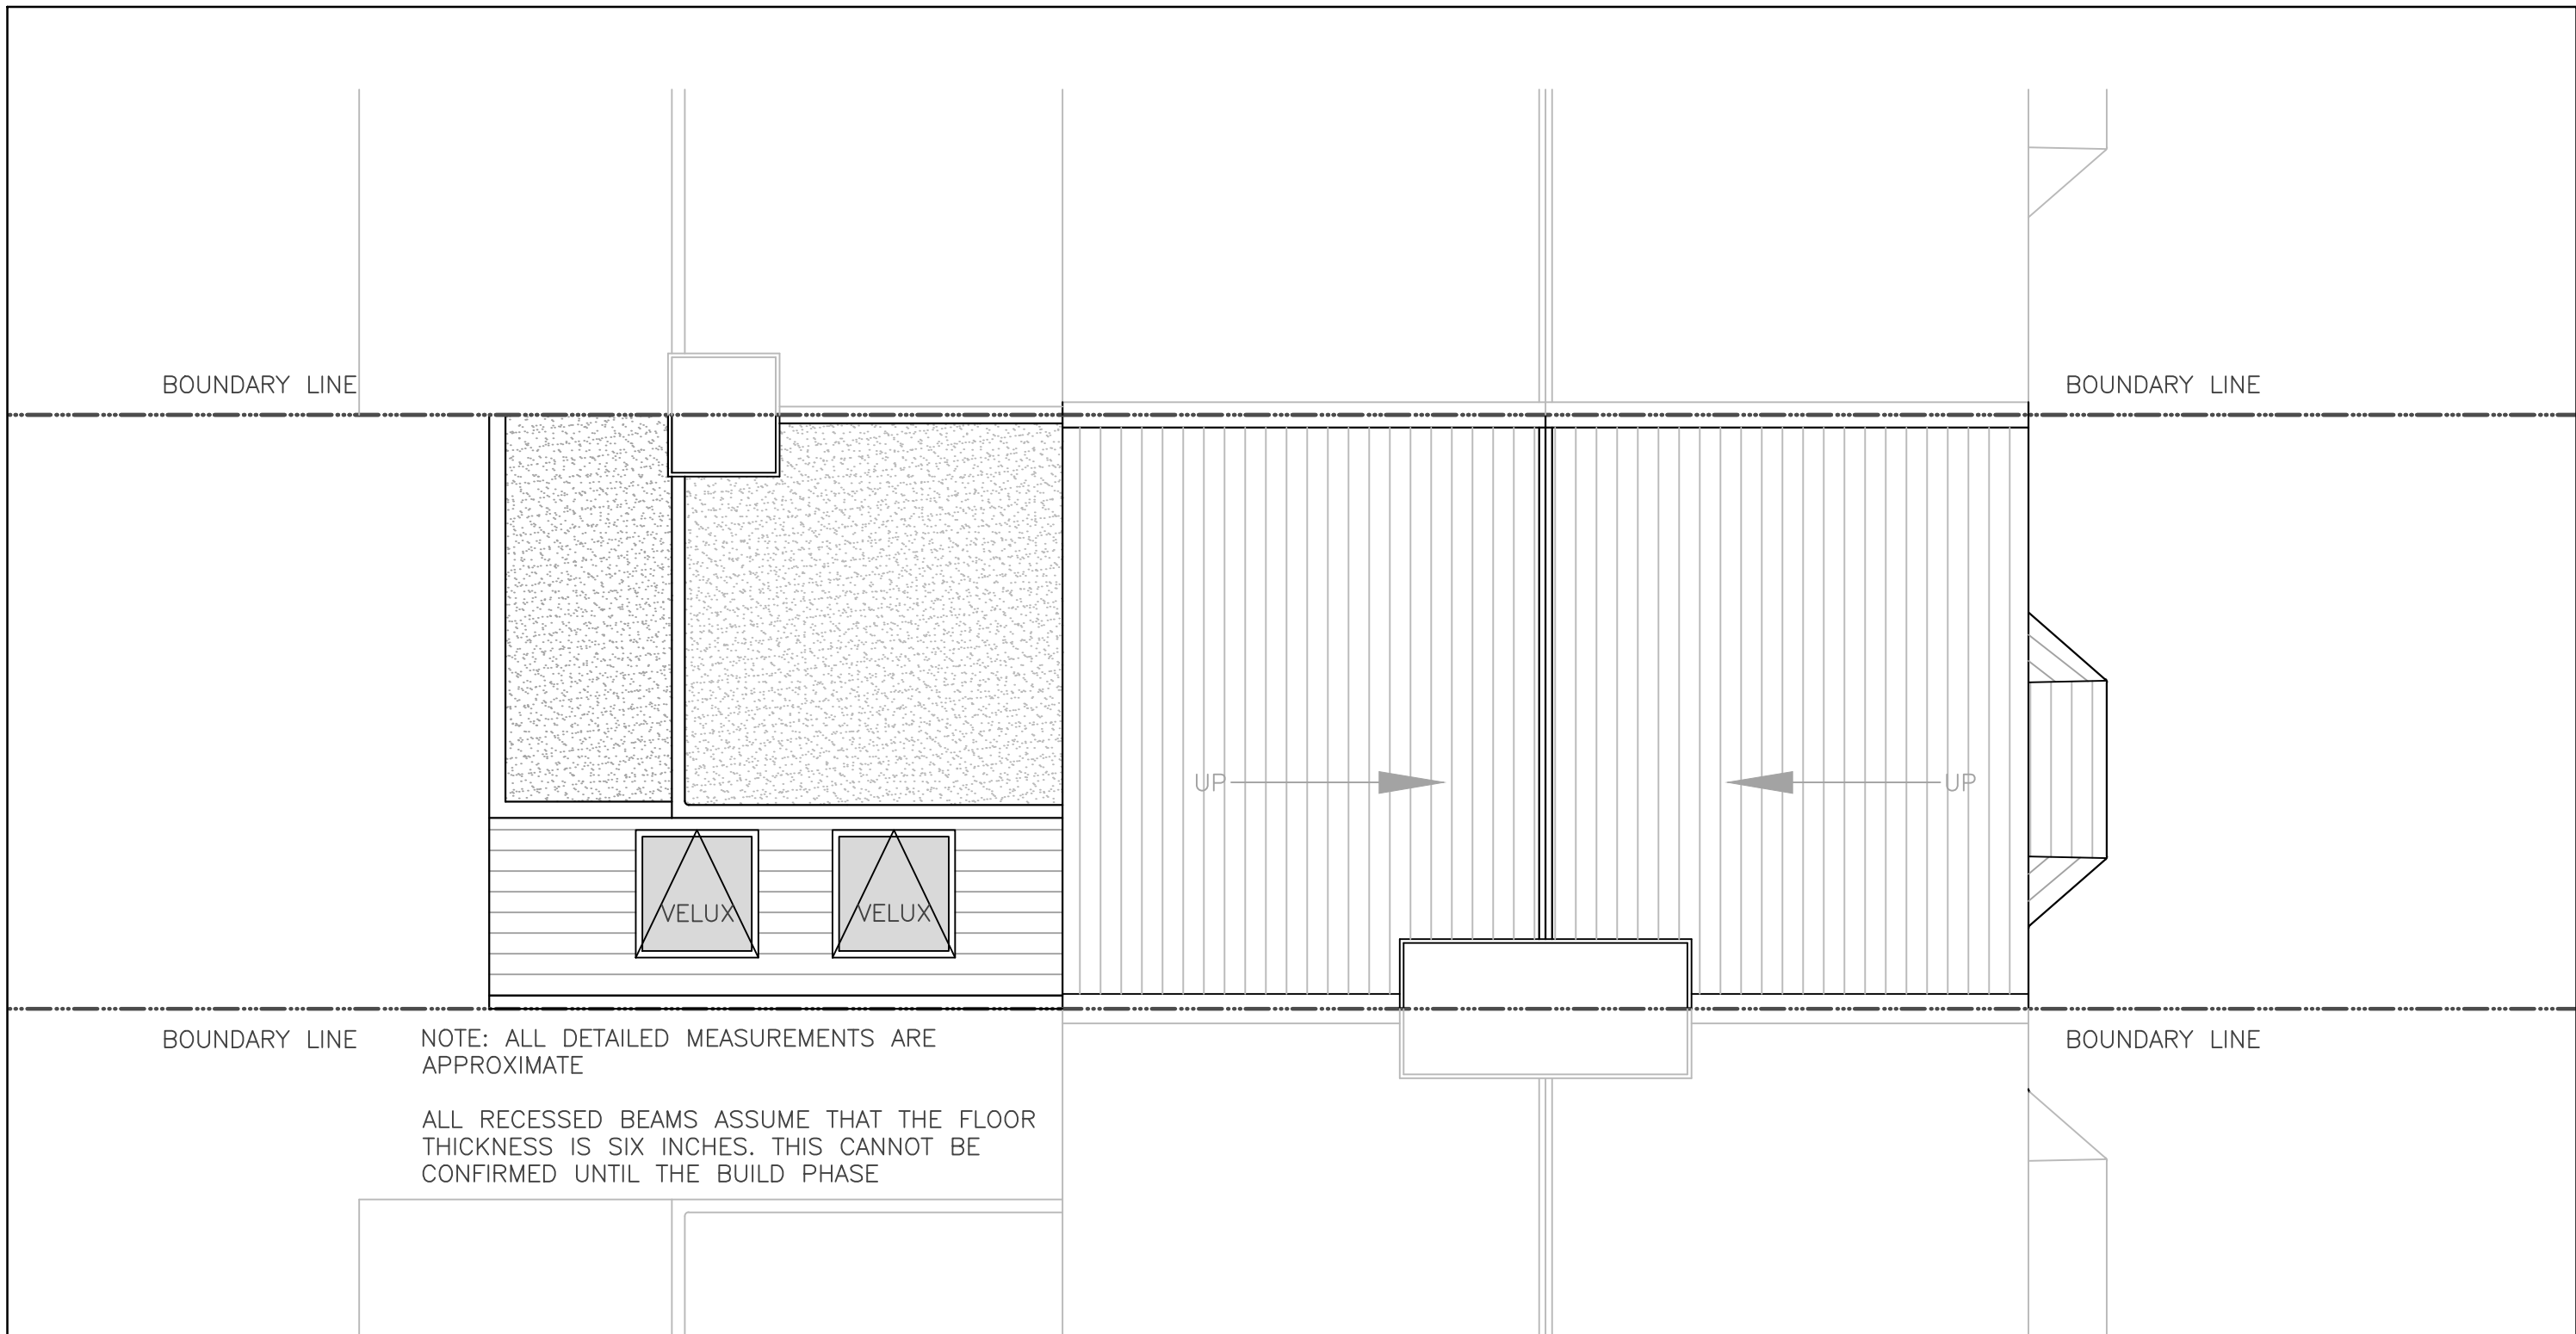 BOUNDARY LINE
BOUNDARY LINE
UP
UP
VELUX
VELUX
BOUNDARY LINE
NOTE: ALL DETAILED MEASUREMENTS ARE
APPROXIMATE
ALL RECESSED BEAMS ASSUME THAT THE FLOOR
THICKNESS IS SIX INCHES. THIS CANNOT BE
CONFIRMED UNTIL THE BUILD PHASE
BOUNDARY LINE